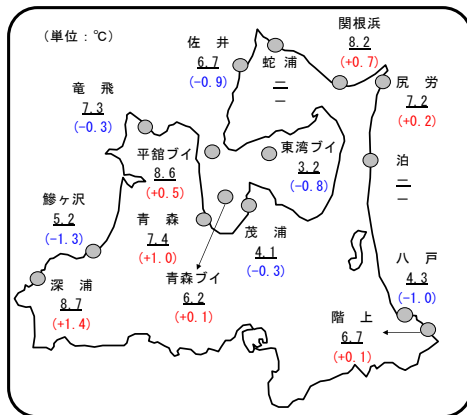 (単位：℃)
関根浜
8.2
(+0.7)
佐 井
6.7
(-0.9)
蛇 浦
ニ
一
尻 労
7.2
(+0.2)
竜 飛
7.3
(-0.3)
平舘ブイ
8.6
(+0.5)
東湾ブイ
3.2
(-0.8)
泊
ニ
一
鰺ヶ沢
5.2
(-1.3)
青 森
7.4
(+1.0)
茂 浦
4.1
(-0.3)
八 戸
4.3
(-1.0)
深 浦
8.7
(+1.4)
青森ブイ
6.2
(+0.1)
階 上
6.7
(+0.1)